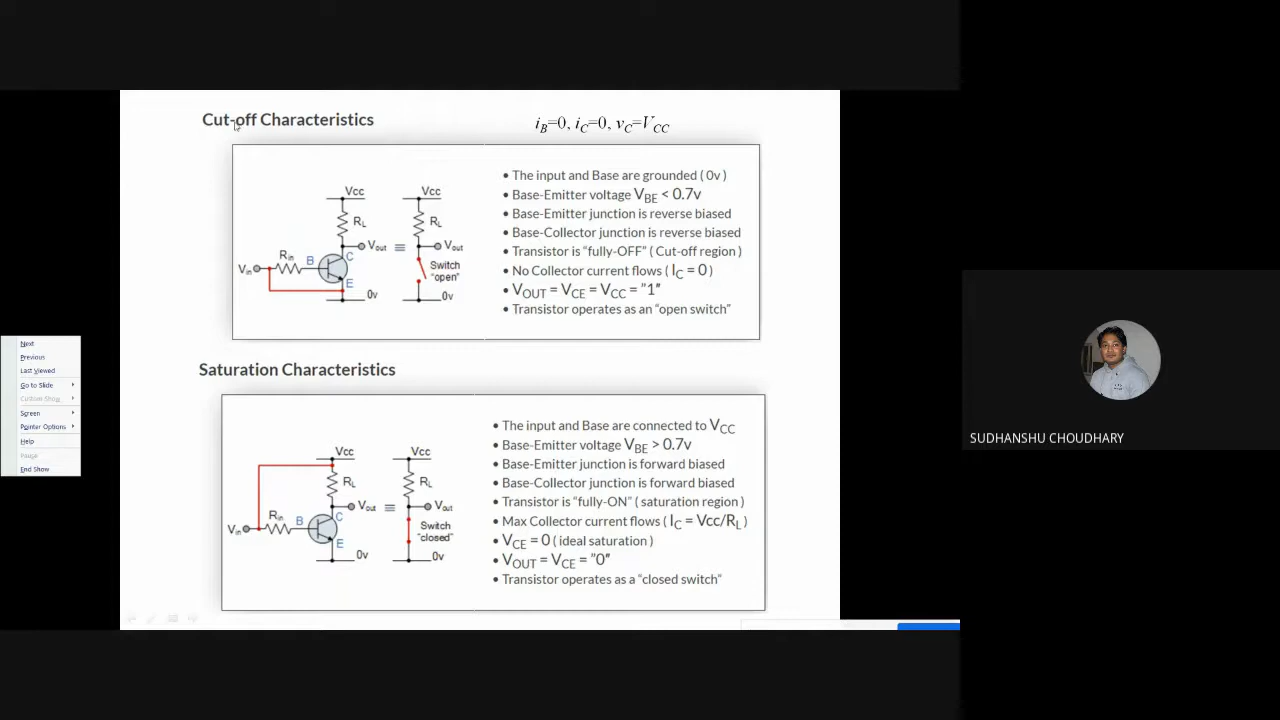 Cut-off Characteristics
iB=0, iC=0, vC=VCC
Vcc
Vcc
RL
RL
Vout
≡
Vout
Rin
B
C
Vin
E
Switch
"open"
0v
0v
• The input and Base are grounded ( 0v )
• Base-Emitter voltage VBE < 0.7v
• Base-Emitter junction is reverse biased
• Base-Collector junction is reverse biased
• Transistor is "fully-OFF" ( Cut-off region )
• No Collector current flows ( IC = 0 )
• VOUT = VCE = VCC = "1"
• Transistor operates as an "open switch"
Next
Previous
Last Viewed
Go to Slide
Custom Show
Screen
Pointer Options
Help
Pause
End Show
Saturation Characteristics
Vcc
Vcc
RL
RL
Vout
≡
Vout
Rin
B
C
Vin
E
Switch
"closed"
0v
0v
• The input and Base are connected to VCC
• Base-Emitter voltage VBE > 0.7v
• Base-Emitter junction is forward biased
• Base-Collector junction is forward biased
• Transistor is "fully-ON" ( saturation region )
• Max Collector current flows ( IC = Vcc/RL )
• VCE = 0 ( ideal saturation )
• VOUT = VCE = "0"
• Transistor operates as a "closed switch"
SUDHANSHU CHOUDHARY